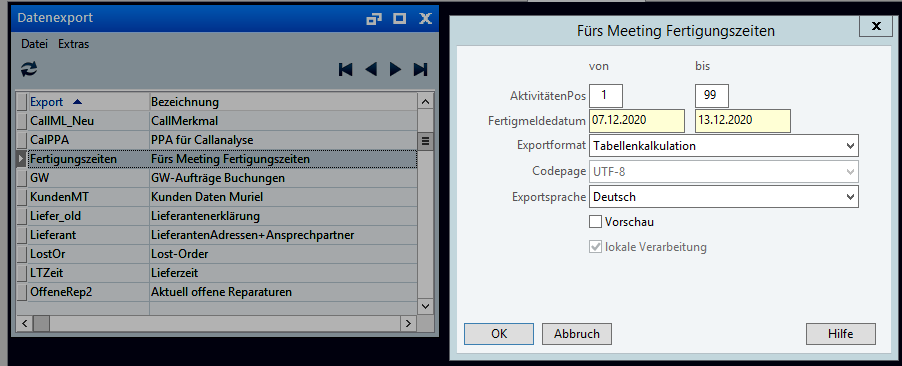 Datenexport
Datei Extras
Export Bezeichnung
CallML_Neu CallMerkmal
CalPPA PPA für Callanalyse
Fertigungszeiten Fürs Meeting Fertigungszeiten
GW GW-Aufträge Buchungen
KundenMT Kunden Daten Muriel
Liefer_old Lieferantenerklärung
Lieferant LieferantenAdressen+Ansprechpartner
LostOr Lost-Order
LTZeit Lieferzeit
OffeneRep2 Aktuell offene Reparaturen
Fürs Meeting Fertigungszeiten
von bis
AktivitätenPos 1 99
Fertigmeldedatum 07.12.2020 13.12.2020
Exportformat Tabellenkalkulation
Codepage UTF-8
Exportsprache Deutsch
Vorschau
lokale Verarbeitung
OK Abbruch Hilfe